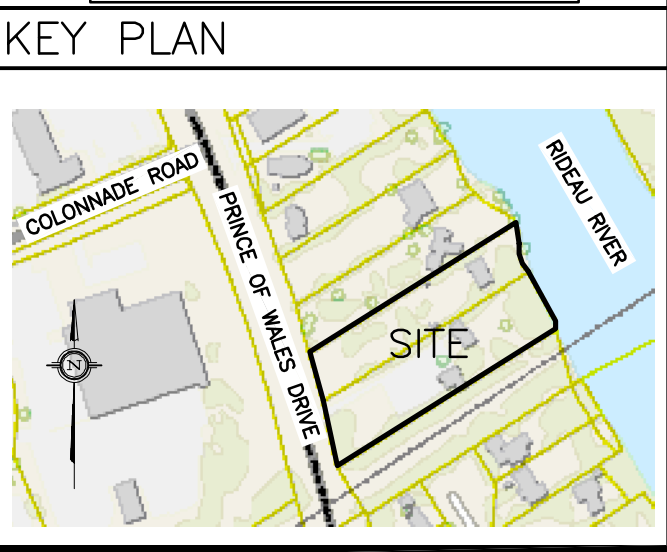 KEY PLAN
COLONNADE ROAD
PRINCE OF WALES DRIVE
RIDEAU RIVER
SITE
N